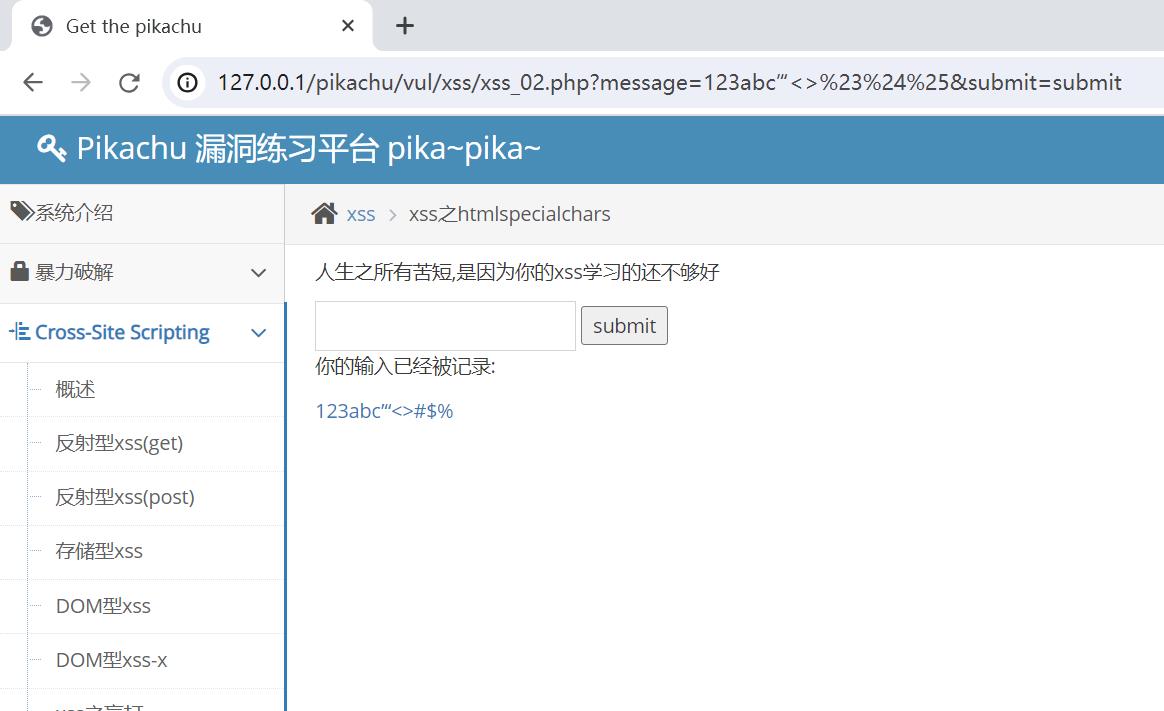 Get the pikachu
127.0.0.1/pikachu/vul/xss/xss_02.php?message=123abc“‘<>%23%24%25&submit=submit
Pikachu 漏洞练习平台 pika~pika~
系统介绍
xss > xss之htmlspecialchars
暴力破解
人生之所有苦短,是因为你的xss学习的还不够好
submit
Cross-Site Scripting
你的输入已经被记录:
概述
123abc“‘<>#$%
反射型xss(get)
反射型xss(post)
存储型xss
DOM型xss
DOM型xss-x
xss之盲打